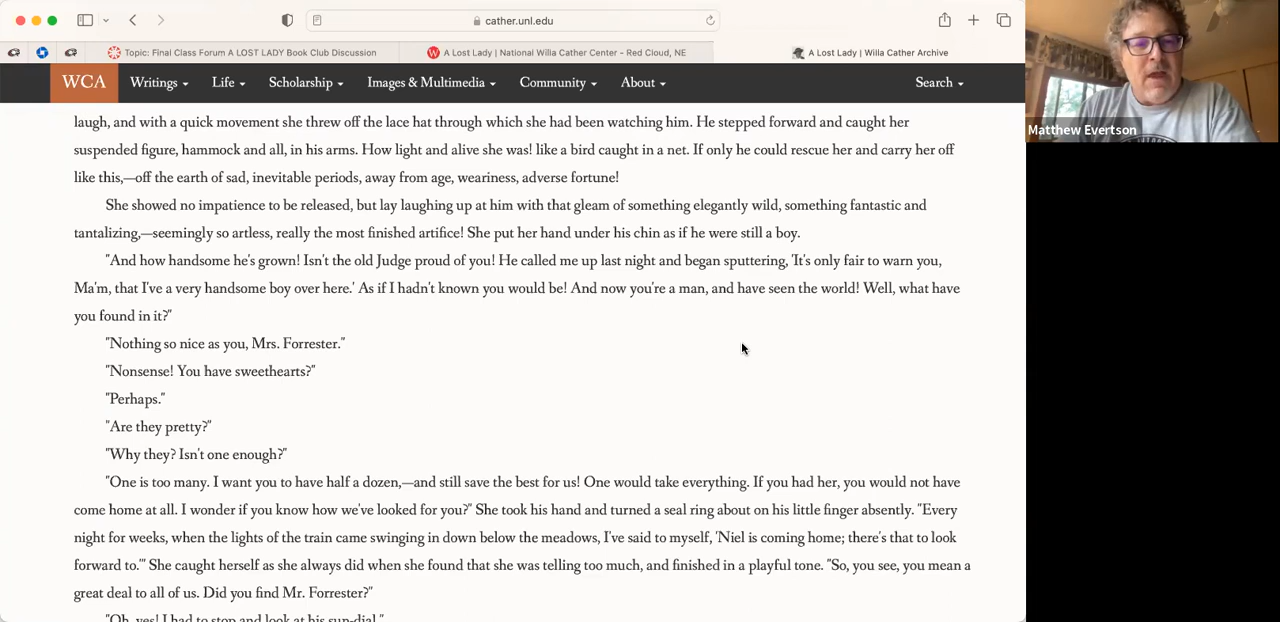 cather.unl.edu
Topic: Final Class Forum A LOST LADY Book Club Discussion
A Lost Lady | National Willa Cather Center - Red Cloud, NE
A Lost Lady | Willa Cather Archive
WCA Writings Life Scholarship Images & Multimedia Community About Search
Matthew Evertson
laugh, and with a quick movement she threw off the lace hat through which she had been watching him. He stepped forward and caught her
suspended figure, hammock and all, in his arms. How light and alive she was! like a bird caught in a net. If only he could rescue her and carry her off
like this,—off the earth of sad, inevitable periods, away from age, weariness, adverse fortune!
She showed no impatience to be released, but lay laughing up at him with that gleam of something elegantly wild, something fantastic and
tantalizing,—seemingly so artless, really the most finished artifice! She put her hand under his chin as if he were still a boy.
"And how handsome he's grown! Isn't the old Judge proud of you! He called me up last night and began sputtering, 'It's only fair to warn you,
Ma'm, that I've a very handsome boy over here.' As if I hadn't known you would be! And now you're a man, and have seen the world! Well, what have
you found in it?"
"Nothing so nice as you, Mrs. Forrester."
"Nonsense! You have sweethearts?"
"Perhaps."
"Are they pretty?"
"Why they? Isn't one enough?"
"One is too many. I want you to have half a dozen,—and still save the best for us! One would take everything. If you had her, you would not have
come home at all. I wonder if you know how we've looked for you?" She took his hand and turned a seal ring about on his little finger absently. "Every
night for weeks, when the lights of the train came swinging in down below the meadows, I've said to myself, 'Niel is coming home; there's that to look
forward to.'" She caught herself as she always did when she found that she was telling too much, and finished in a playful tone. "So, you see, you mean a
great deal to all of us. Did you find Mr. Forrester?"
"Oh, yes! I had to stop and look at his sun-dial."